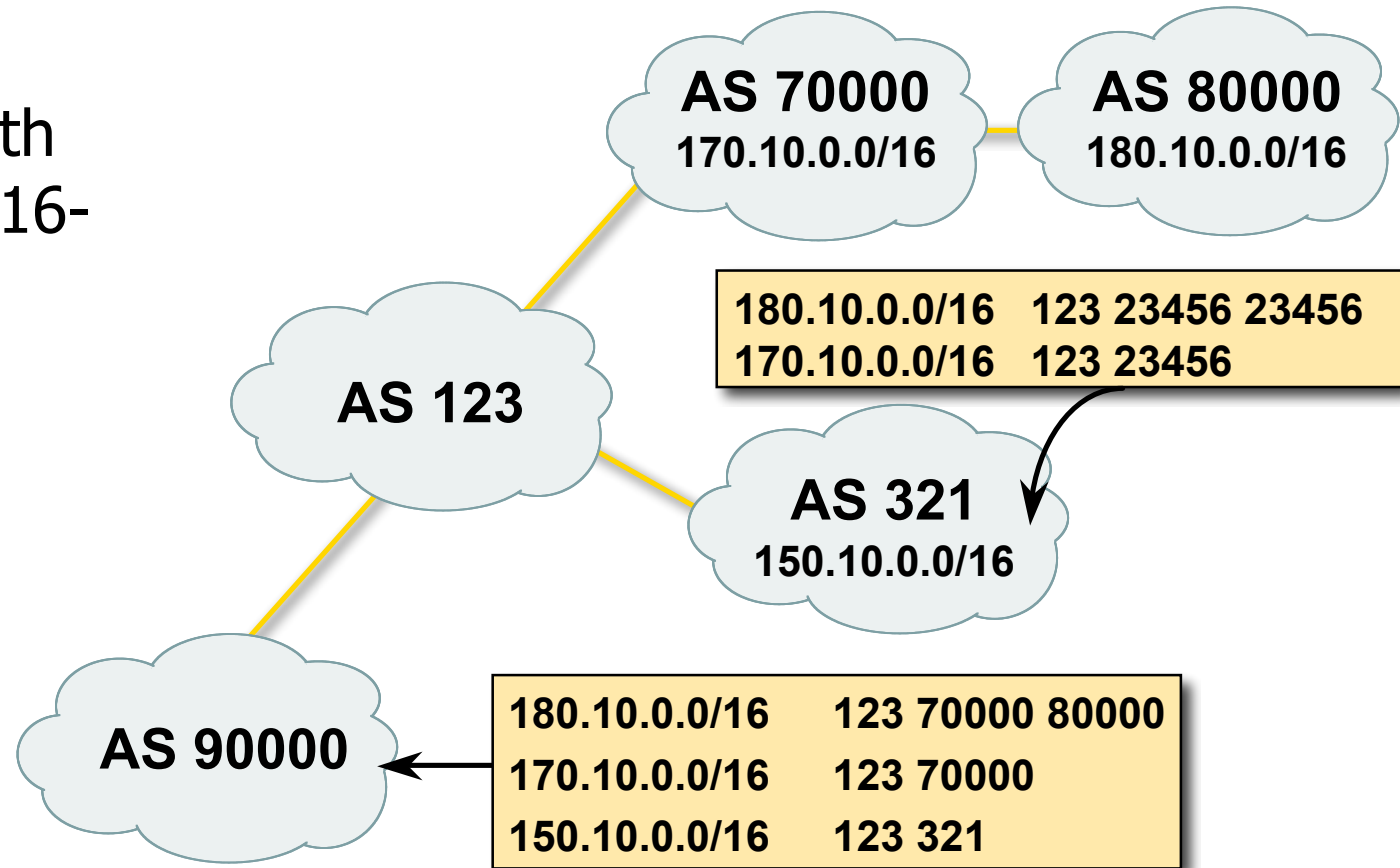 th
16-
AS 70000
170.10.0.0/16
AS 80000
180.10.0.0/16
180.10.0.0/16 123 23456 23456
170.10.0.0/16 123 23456
AS 123
AS 321
150.10.0.0/16
AS 90000
180.10.0.0/16 123 70000 80000
170.10.0.0/16 123 70000
150.10.0.0/16 123 321